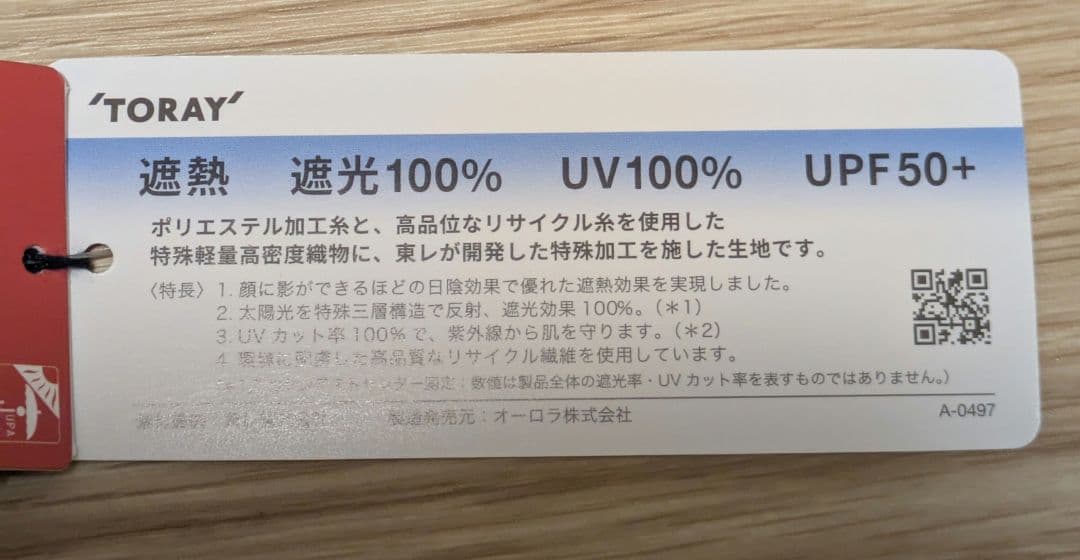 'TORAY'
遮熱 遮光100% UV100% UPF50+
ポリエステル加工糸と、高品位なリサイクル糸を使用した
特殊軽量高密度織物に、東レが開発した特殊加工を施した生地です。
〈特長〉1. 顔に影ができるほどの日陰効果で優れた遮熱効果を実現しました。
2. 太陽光を特殊三層構造で反射、遮光効果100%。(＊1)
3. UVカット率100%で、紫外線から肌を守ります。(＊2)
4. 環境に配慮した高品質なリサイクル繊維を使用しています。
数値は製品全体の遮光率・UVカット率を表すものではありません。)
製造発売元：オーロラ株式会社 A-0497
JUPA